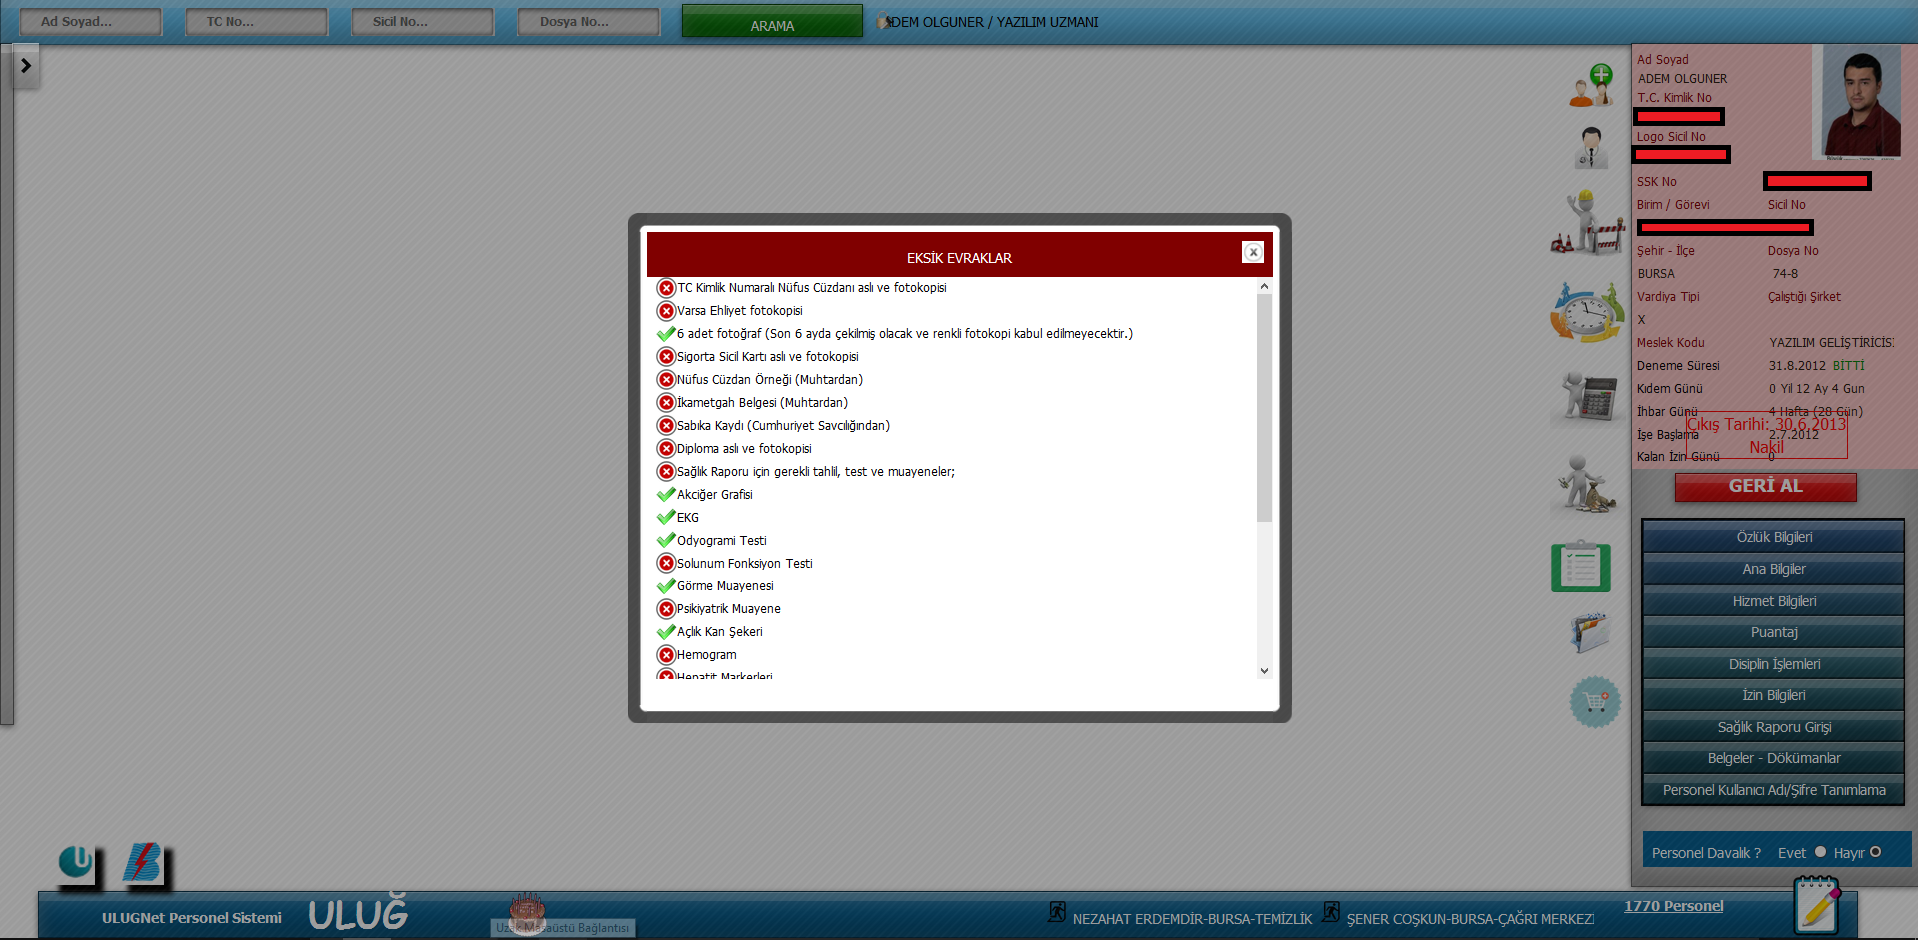 Ad Soyad...
TC No...
Sicil No...
Dosya No...
ARAMA
ADEM OLGUNER / YAZILIM UZMANI
EKSİK EVRAKLAR
TC Kimlik Numaralı Nüfus Cüzdanı aslı ve fotokopisi
Varsa Ehliyet fotokopisi
6 adet fotoğraf (Son 6 ayda çekilmiş olacak ve renkli fotokopi kabul edilmeyecektir.)
Sigorta Sicil Kartı aslı ve fotokopisi
Nüfus Cüzdan Örneği (Muhtardan)
İkametgah Belgesi (Muhtardan)
Sabıka Kaydı (Cumhuriyet Savcılığından)
Diploma aslı ve fotokopisi
Sağlık Raporu için gerekli tahlil, test ve muayeneler;
Akciğer Grafisi
EKG
Odyogrami Testi
Solunum Fonksiyon Testi
Görme Muayenesi
Psikiyatrik Muayene
Açlık Kan Şekeri
Hemogram
Hepatit Markerleri
Ad Soyad
ADEM OLGUNER
T.C. Kimlik No
Logo Sicil No
SSK No
Birim / Görevi Sicil No
Şehir - İlçe Dosya No
BURSA 74-8
Vardiya Tipi Çalıştığı Şirket
X
Meslek Kodu YAZILIM GELİŞTİRİCİSİ
Deneme Süresi 31.8.2012 BİTTİ
Kıdem Günü 0 Yil 12 Ay 4 Gun
İhbar Günü 4 Hafta (28 Gün)
Çıkış Tarihi: 30.6.2013
İşe Başlama 2.7.2012
Nakil
Kalan İzin Günü 0
GERİ AL
Özlük Bilgileri
Ana Bilgiler
Hizmet Bilgileri
Puantaj
Disiplin İşlemleri
İzin Bilgileri
Sağlık Raporu Girişi
Belgeler - Dökümanlar
Personel Kullanıcı Adı/Şifre Tanımlama
Personel Davalık ? Evet Hayır
ULUGNet Personel Sistemi
ULUĞ
Uzak Masaüstü Bağlantısı
NEZAHAT ERDEMDİR-BURSA-TEMİZLİK
ŞENER COŞKUN-BURSA-ÇAĞRI MERKEZİ
1770 Personel